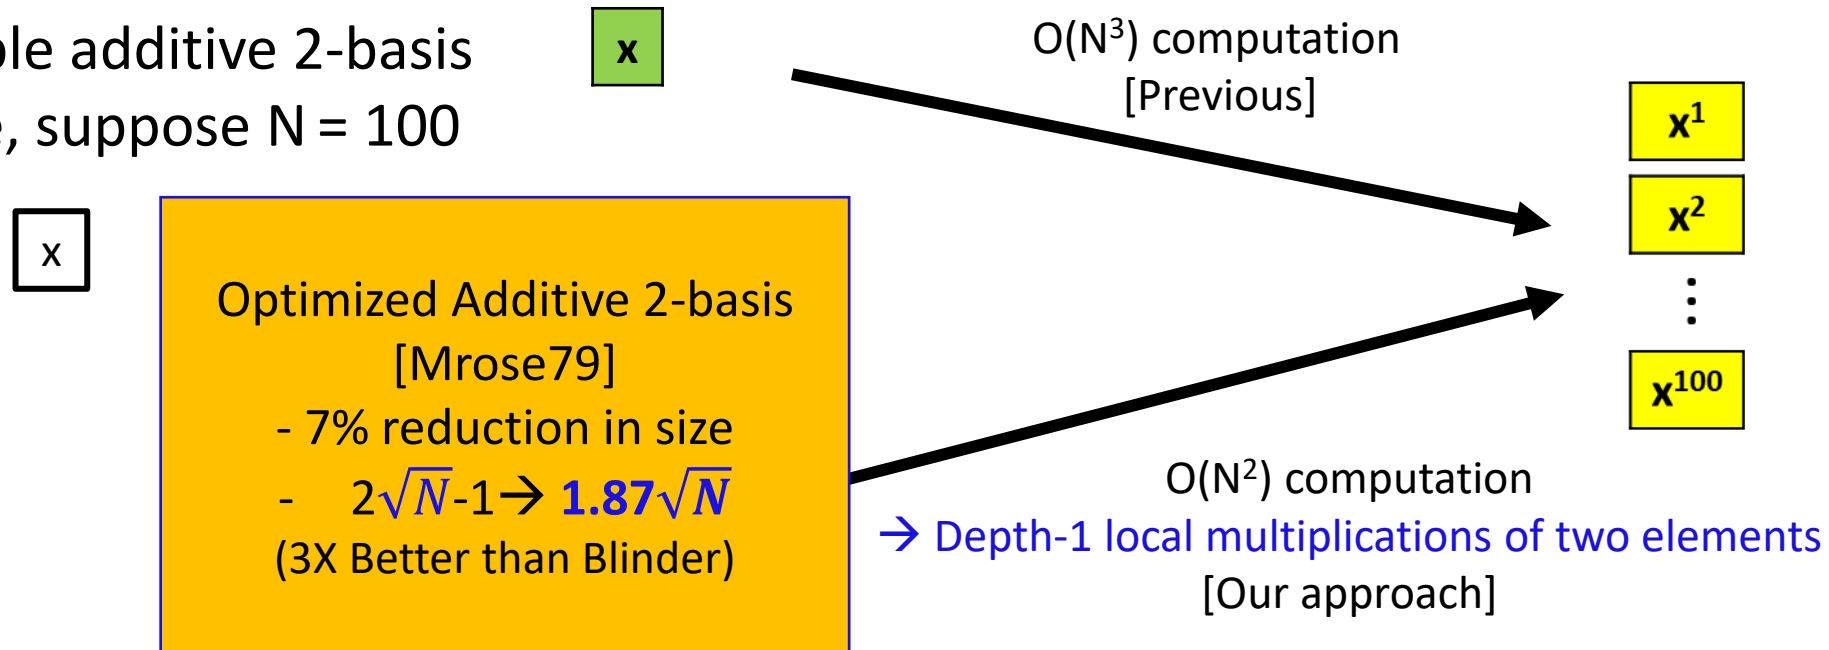 additive 2-basis
, suppose N = 100
x
x
Optimized Additive 2-basis
[Mrose79]
- 7% reduction in size
- 2√N-1→ 1.87√N
(3X Better than Blinder)
O(N³) computation
[Previous]
x¹
x²
⋮
x¹⁰⁰
O(N²) computation
→ Depth-1 local multiplications of two elements
[Our approach]